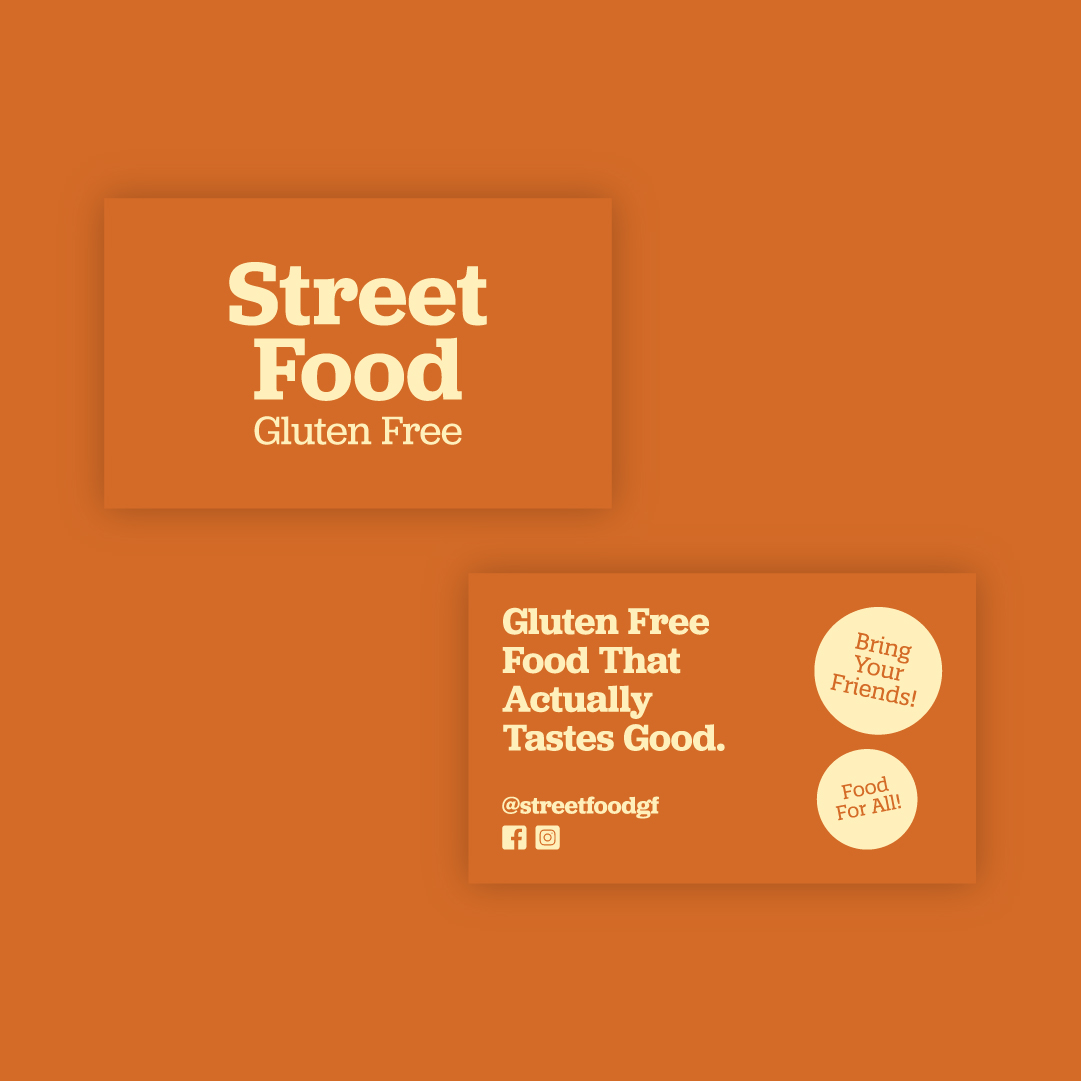 Street
Food
Gluten Free
Gluten Free
Food That
Actually
Tastes Good.
@streetfoodgf
Bring
Your
Friends!
Food
For All!